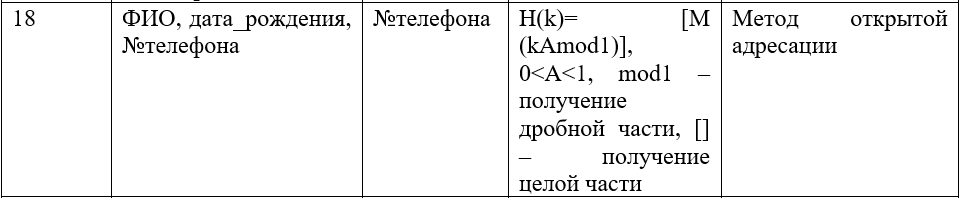 18
ФИО, дата_рождения,
№телефона
№телефона
H(k)= [M
(kAmod1)],
0<A<1, mod1 –
получение
дробной части, []
– получение
целой части
Метод открытой
адресации